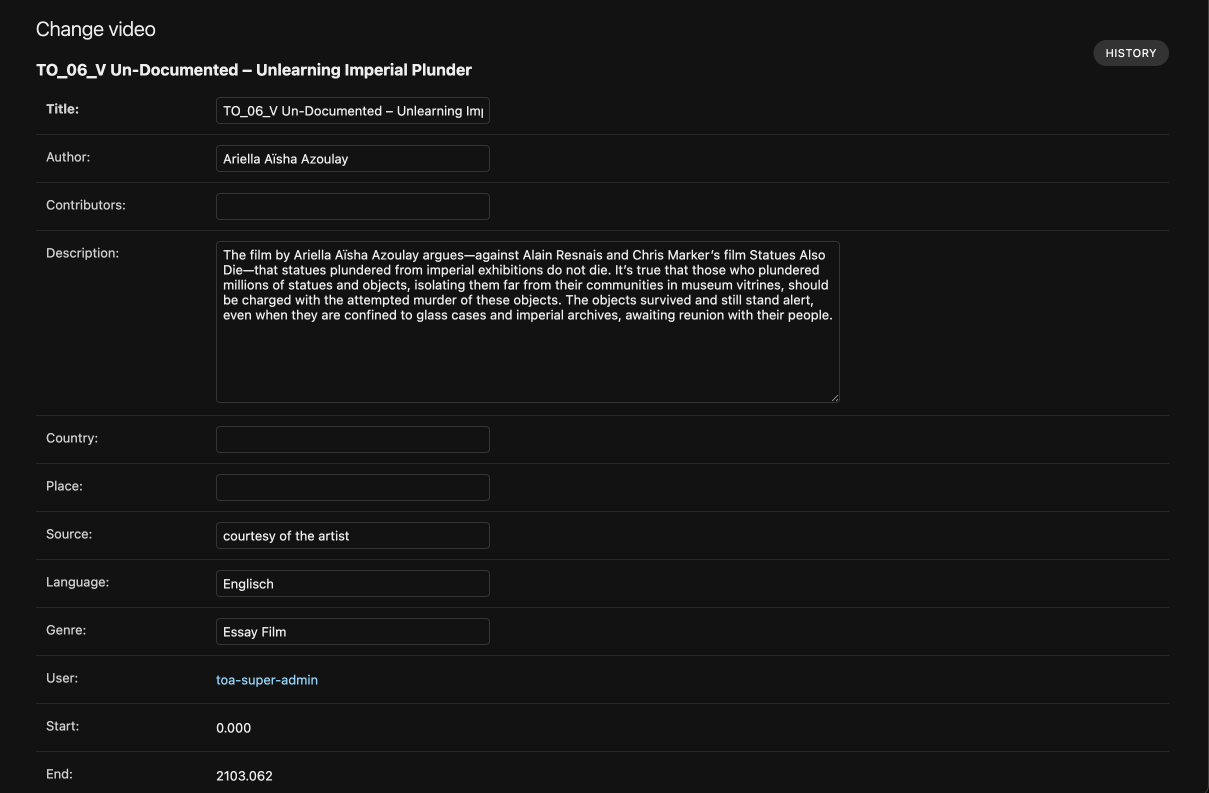 Change video
HISTORY
TO_06_V Un-Documented – Unlearning Imperial Plunder
Title:
TO_06_V Un-Documented – Unlearning Imp
Author:
Ariella Aïsha Azoulay
Contributors:
Description:
The film by Ariella Aïsha Azoulay argues—against Alain Resnais and Chris Marker’s film Statues Also
Die—that statues plundered from imperial exhibitions do not die. It’s true that those who plundered
millions of statues and objects, isolating them far from their communities in museum vitrines, should
be charged with the attempted murder of these objects. The objects survived and still stand alert,
even when they are confined to glass cases and imperial archives, awaiting reunion with their people.
Country:
Place:
Source:
courtesy of the artist
Language:
Englisch
Genre:
Essay Film
User:
toa-super-admin
Start:
0.000
End:
2103.062